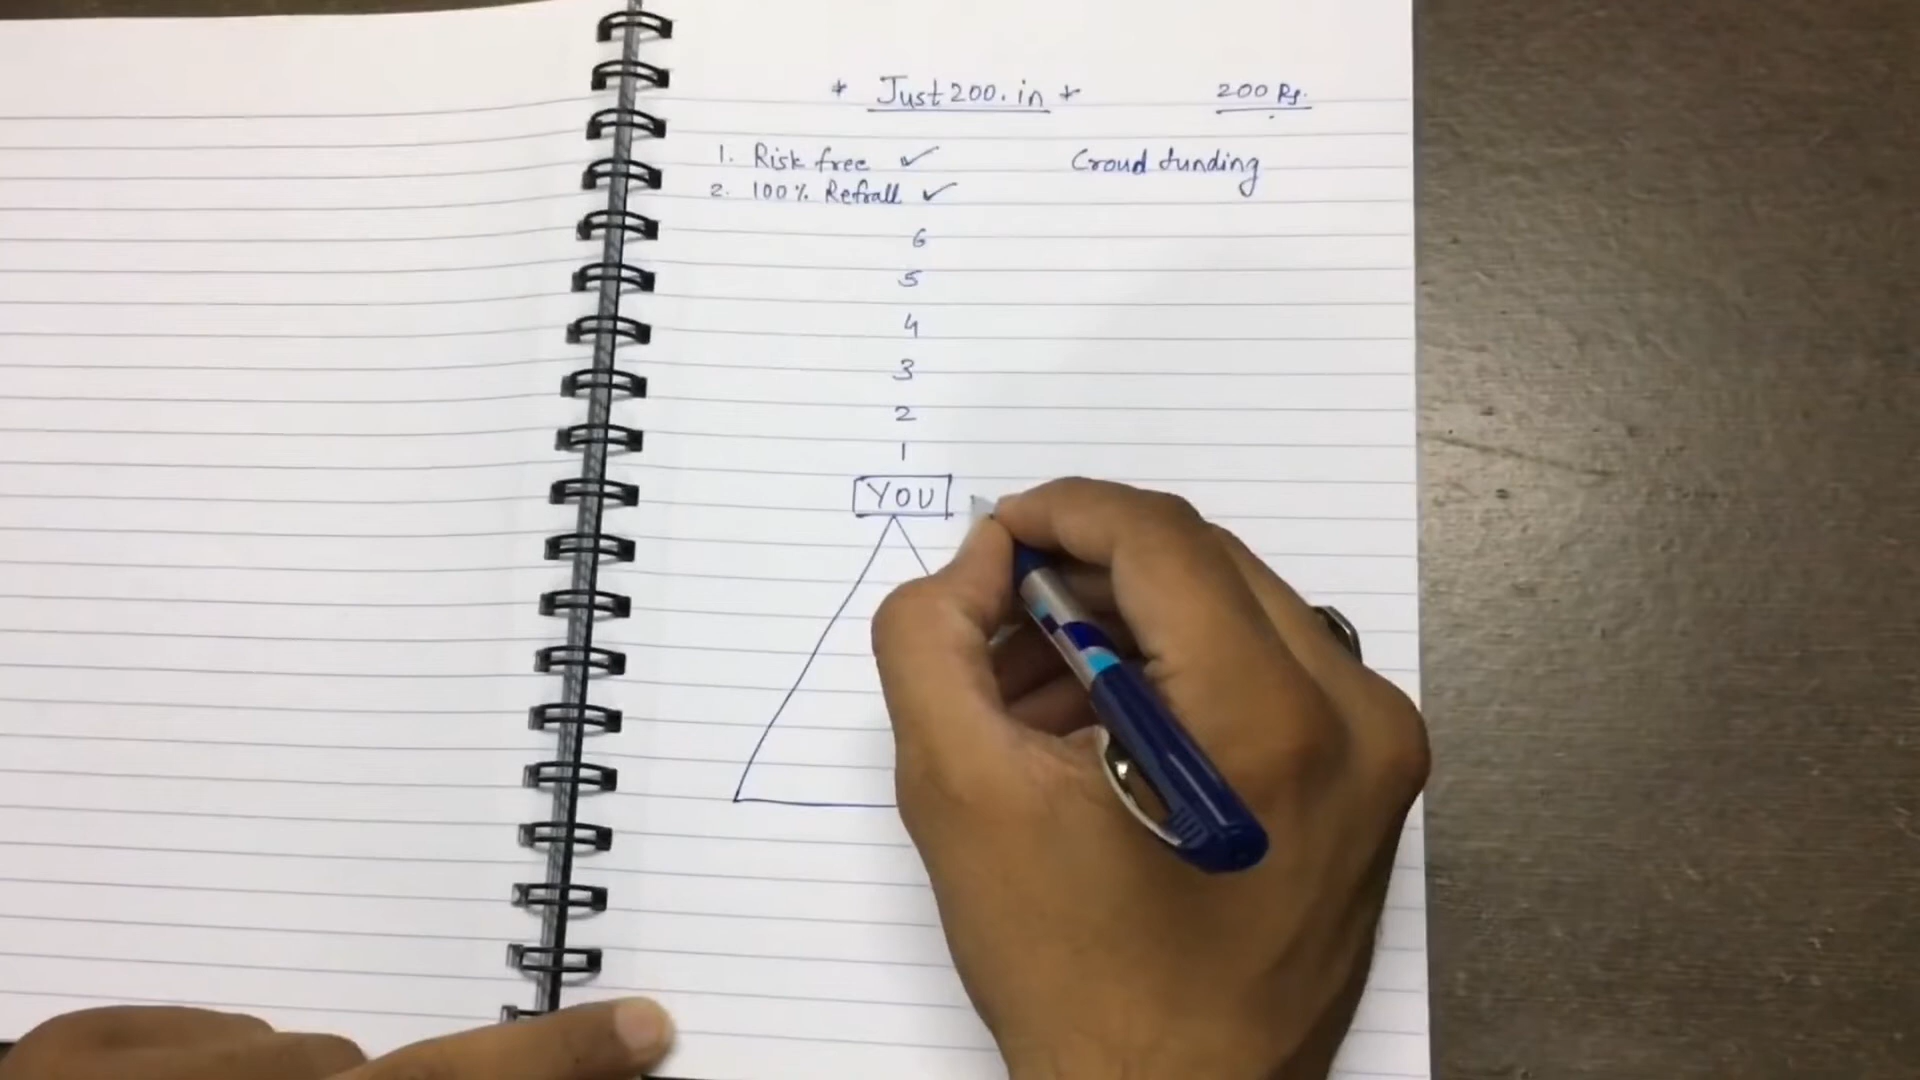 * Just200.in *
200 Rs.
1. Risk free ✓
Croud funding
2. 100% Refrall ✓
6
5
4
3
2
1
YOU